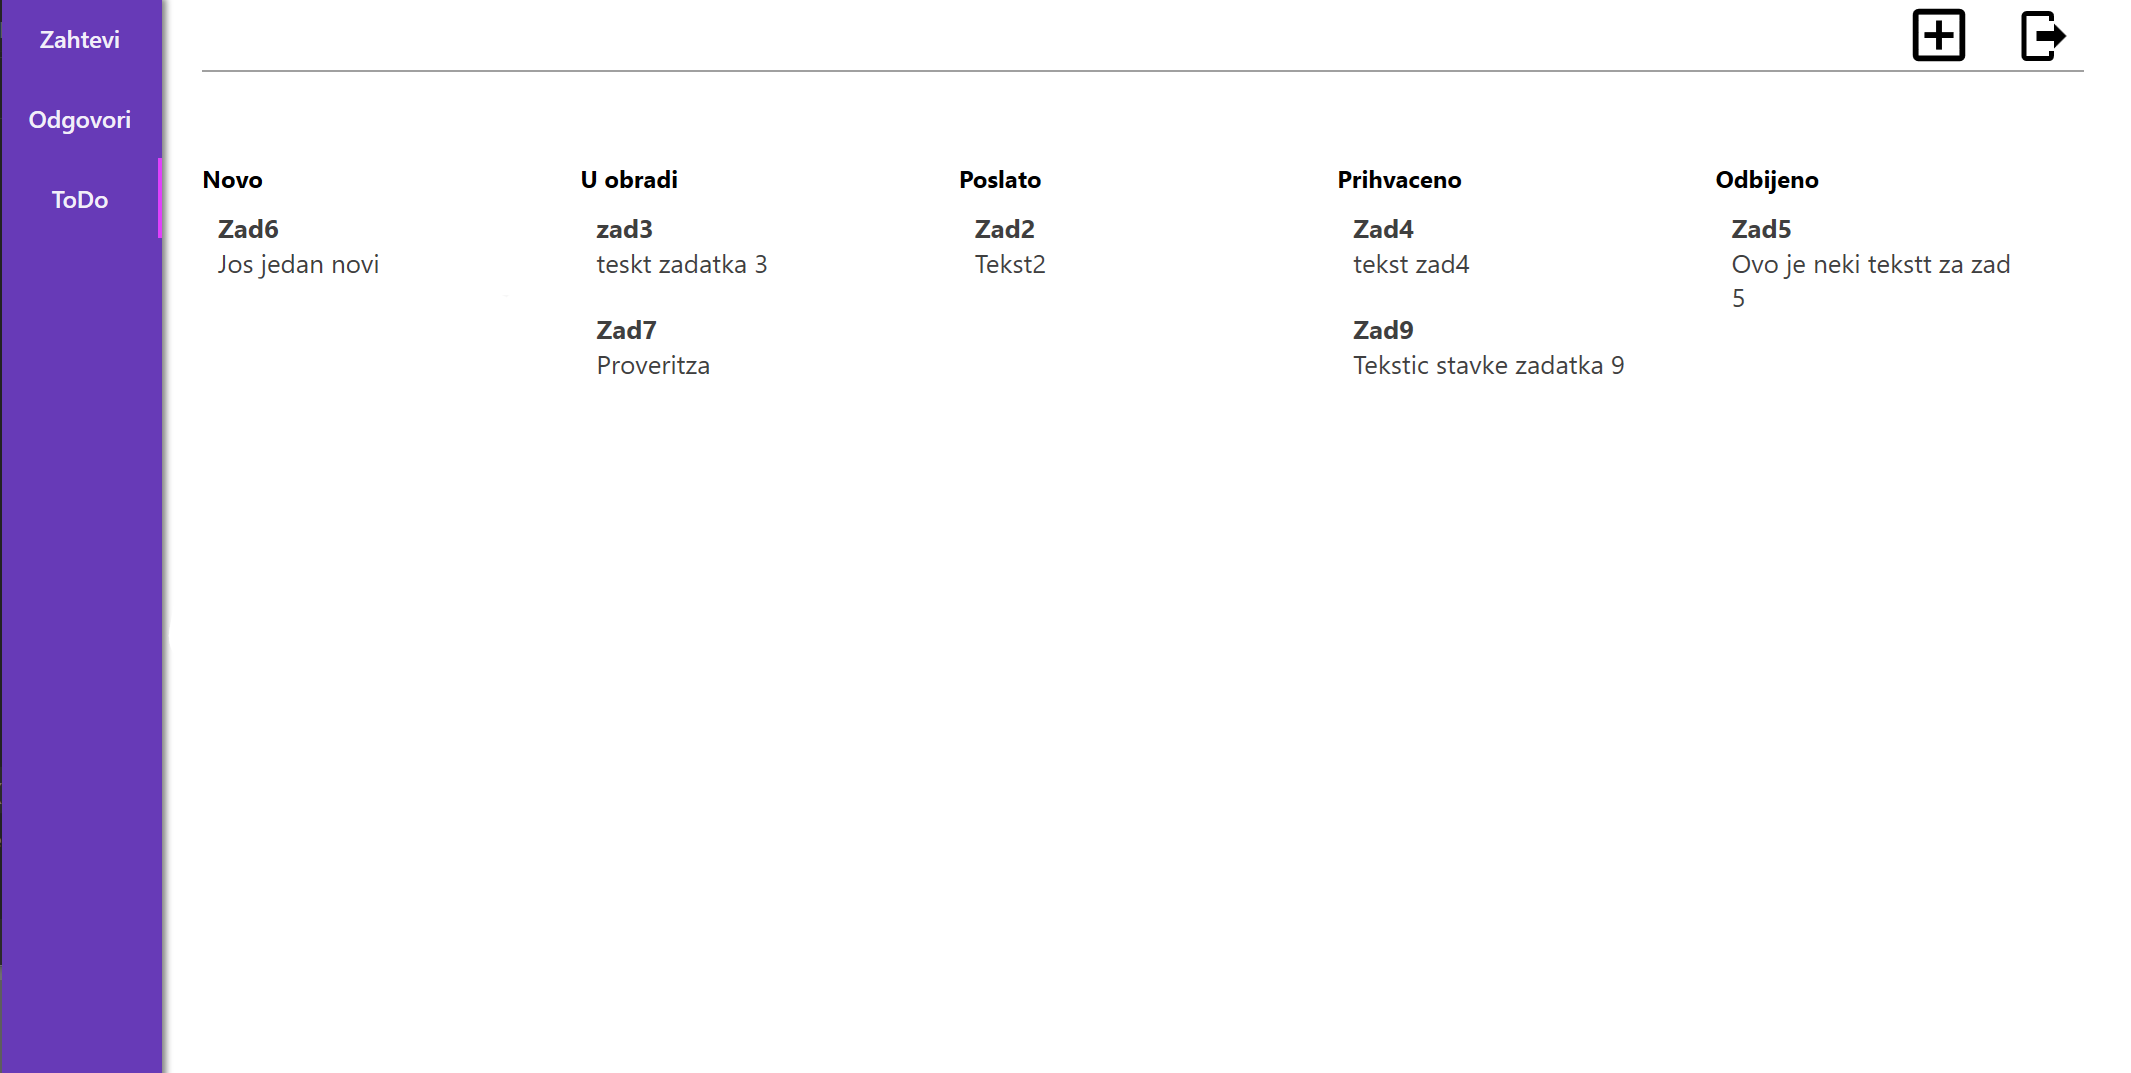 Zahtevi
Odgovori
ToDo
Novo
Zad6
Jos jedan novi
U obradi
zad3
teskt zadatka 3
Zad7
Proveritza
Poslato
Zad2
Tekst2
Prihvaceno
Zad4
tekst zad4
Zad9
Tekstic stavke zadatka 9
Odbijeno
Zad5
Ovo je neki tekstt za zad
5